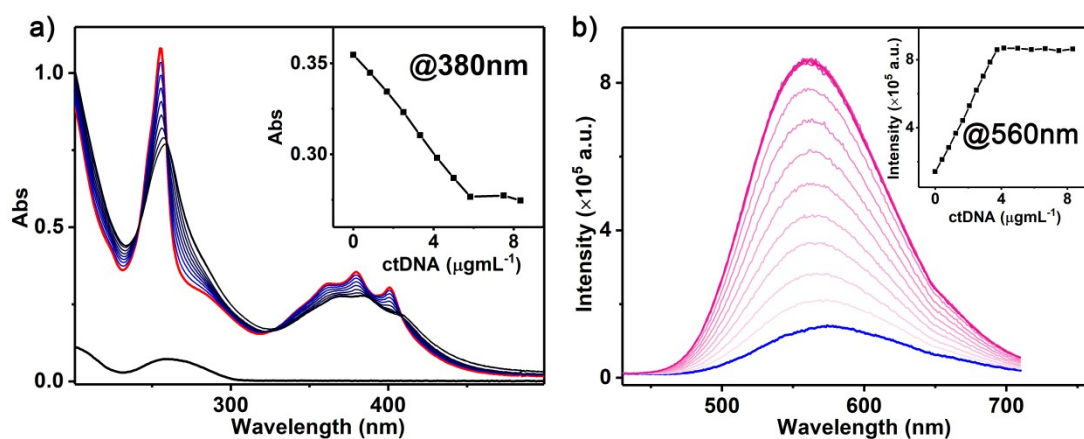 a)
Abs
1.0
0.5
0.0
300
400
Wavelength (nm)
@380nm
Abs
0.35
0.30
0
4
8
ctDNA (μgmL⁻¹)
b)
Intensity (×10⁵ a.u.)
8
4
0
500
600
700
Wavelength (nm)
@560nm
Intensity (×10⁵ a.u.)
8
4
0
4
8
ctDNA (μgmL⁻¹)